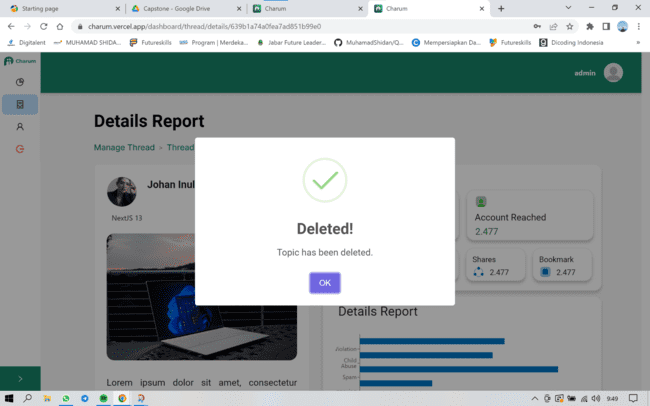 Starting page
Capstone - Google Drive
Charum
Charum
charum.vercel.app/dashboard/thread/details/639b1a74a0fea7ad851b99e0
Digitalent
MUHAMAD SHIDA...
Futureskills
Program | Merdeka...
Jabar Future Leader...
MuhamadShidan/Q...
Mempersiapkan Da...
Futureskills
Dicoding Indonesia
Charum
admin
Details Report
Manage Thread > Thread
Johan Inul
NextJS 13
Account Reached
2.477
Shares
2.477
Bookmark
2.477
Deleted!
Topic has been deleted.
OK
Details Report
Violation
Child
Abuse
Spam
Lorem ipsum dolor sit amet, consectetur
9:49